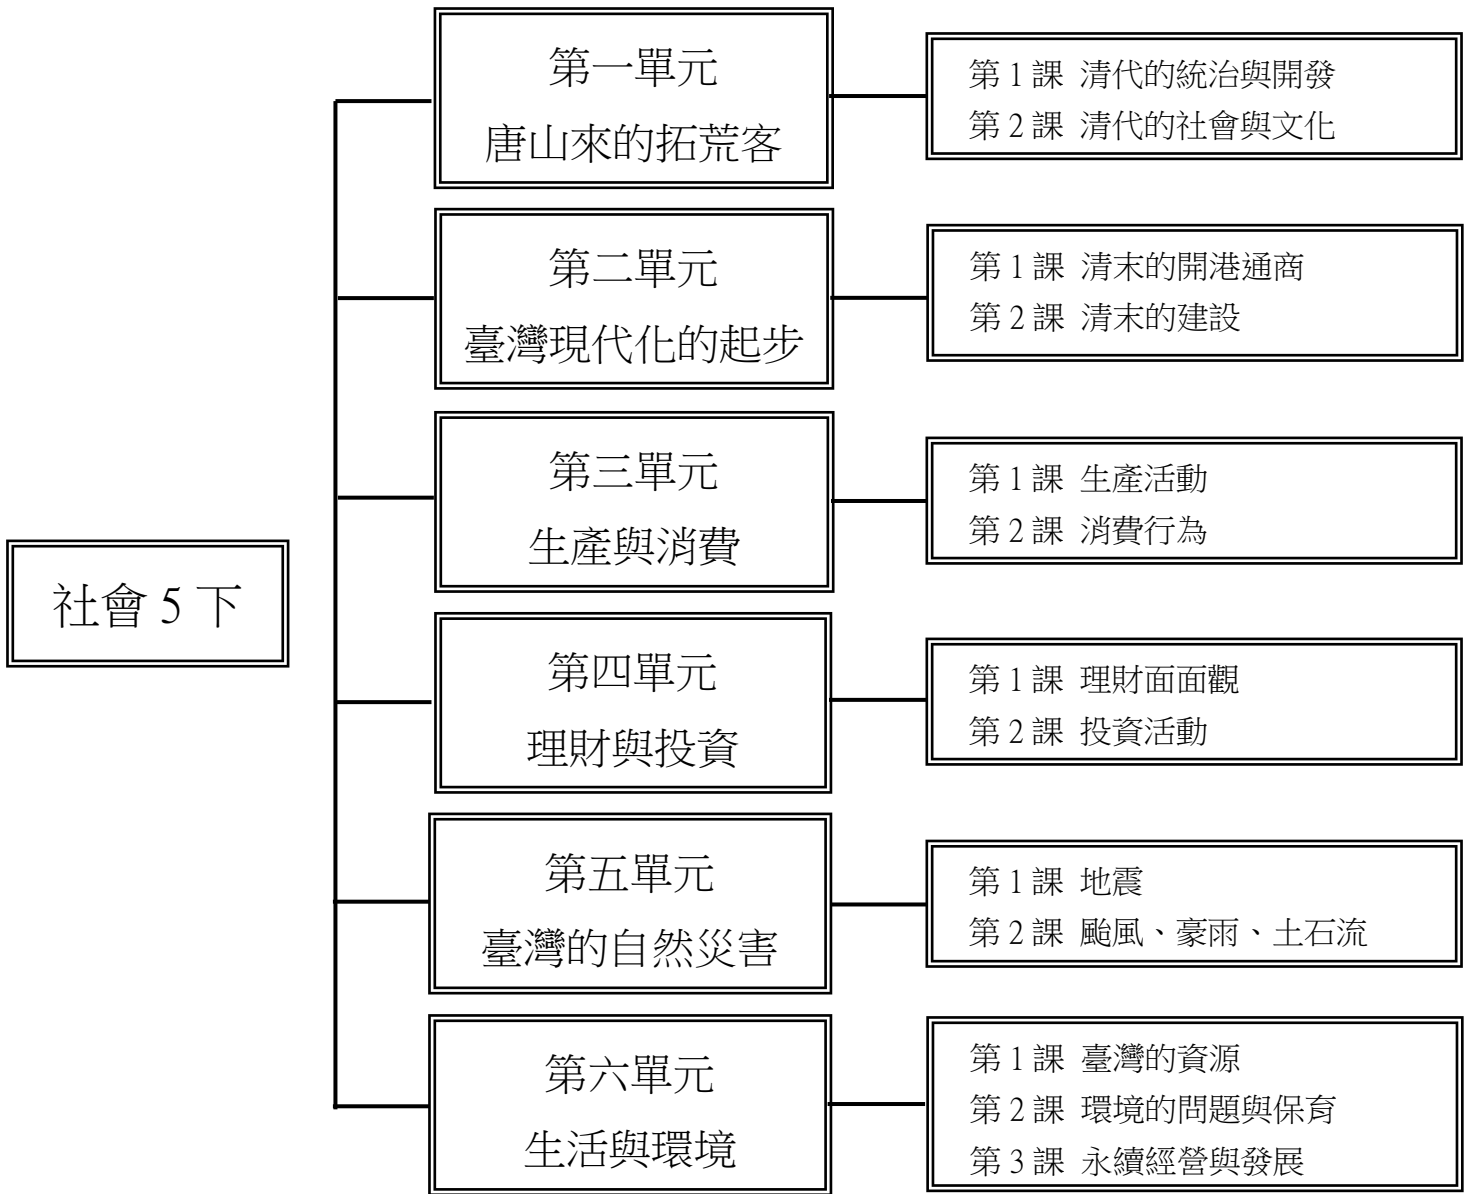 社會 5 下
第一單元
唐山來的拓荒客
第 1 課 清代的統治與開發
第 2 課 清代的社會與文化
第二單元
臺灣現代化的起步
第 1 課 清末的開港通商
第 2 課 清末的建設
第三單元
生產與消費
第 1 課 生產活動
第 2 課 消費行為
第四單元
理財與投資
第 1 課 理財面面觀
第 2 課 投資活動
第五單元
臺灣的自然災害
第 1 課 地震
第 2 課 颱風、豪雨、土石流
第六單元
生活與環境
第 1 課 臺灣的資源
第 2 課 環境的問題與保育
第 3 課 永續經營與發展